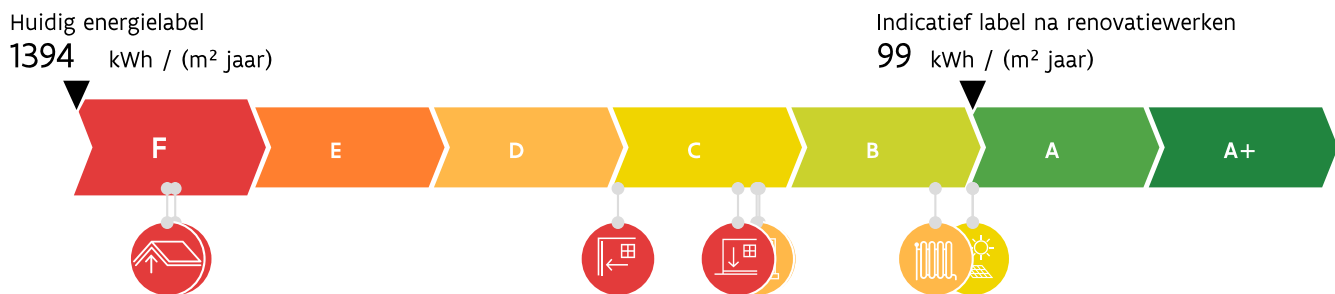 Huidig energielabel
1394 kWh / (m² jaar)
Indicatief label na renovatiewerken
99 kWh / (m² jaar)
F E D C B A A+